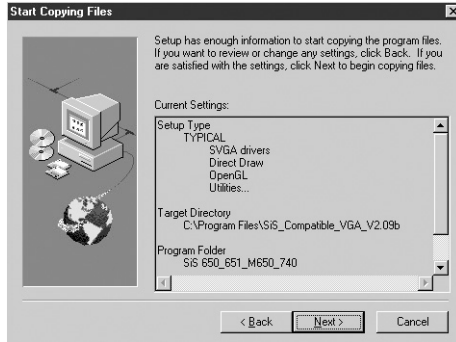 Start Copying Files
Setup has enough information to start copying the program files.
If you want to review or change any settings, click Back. If you
are satisfied with the settings, click Next to begin copying files.
Current Settings:
Setup Type
TYPICAL
SVGA drivers
Direct Draw
OpenGL
Utilities...
Target Directory
C:\Program Files\SiS_Compatible_VGA_V2.09b
Program Folder
SiS 650_651_M650_740
< Back
Next >
Cancel